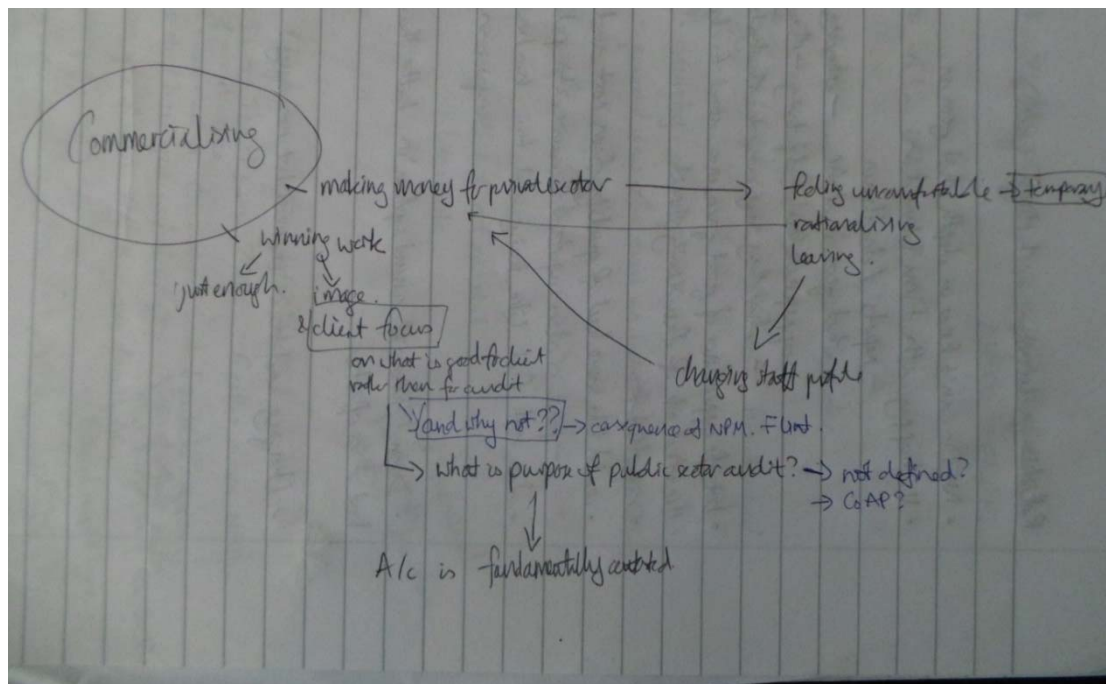 Commercialising
making money for private sector
feeling uncomfortable → temporary
rationalising
leaving.
winning work
just enough.
image.
& client focus
on what is good for client
rather than for audit
changing staff profile
and why not?? → consequence of NPM. Flint.
→ what is purpose of public sector audit? → not defined?
→ CoAP?
A/c is fundamentally